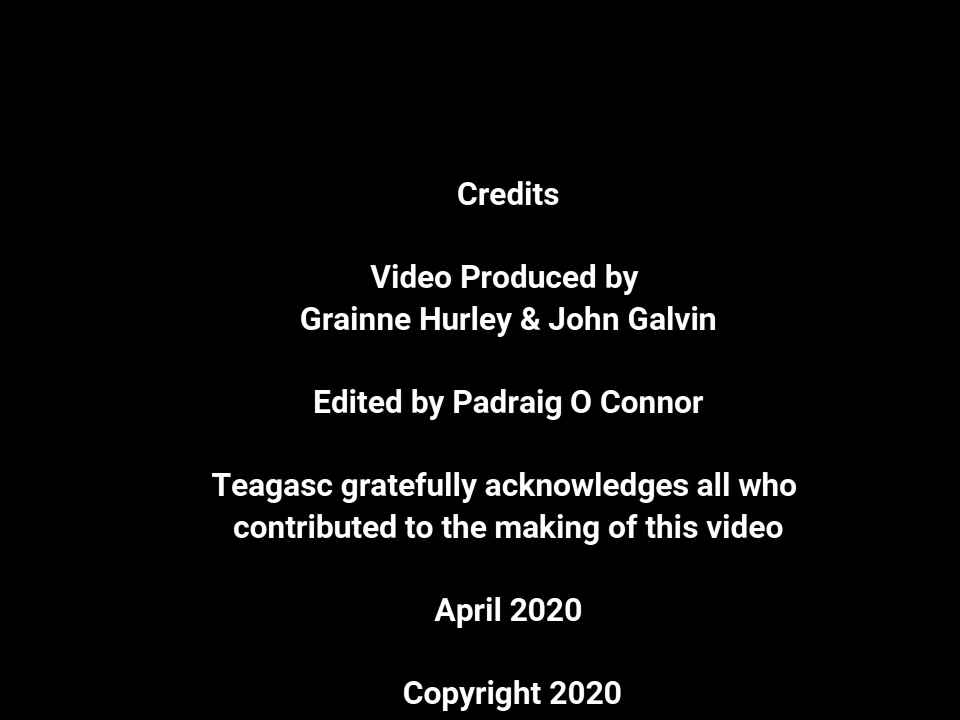 Credits
Video Produced by
Grainne Hurley & John Galvin
Edited by Padraig O Connor
Teagasc gratefully acknowledges all who
contributed to the making of this video
April 2020
Copyright 2020